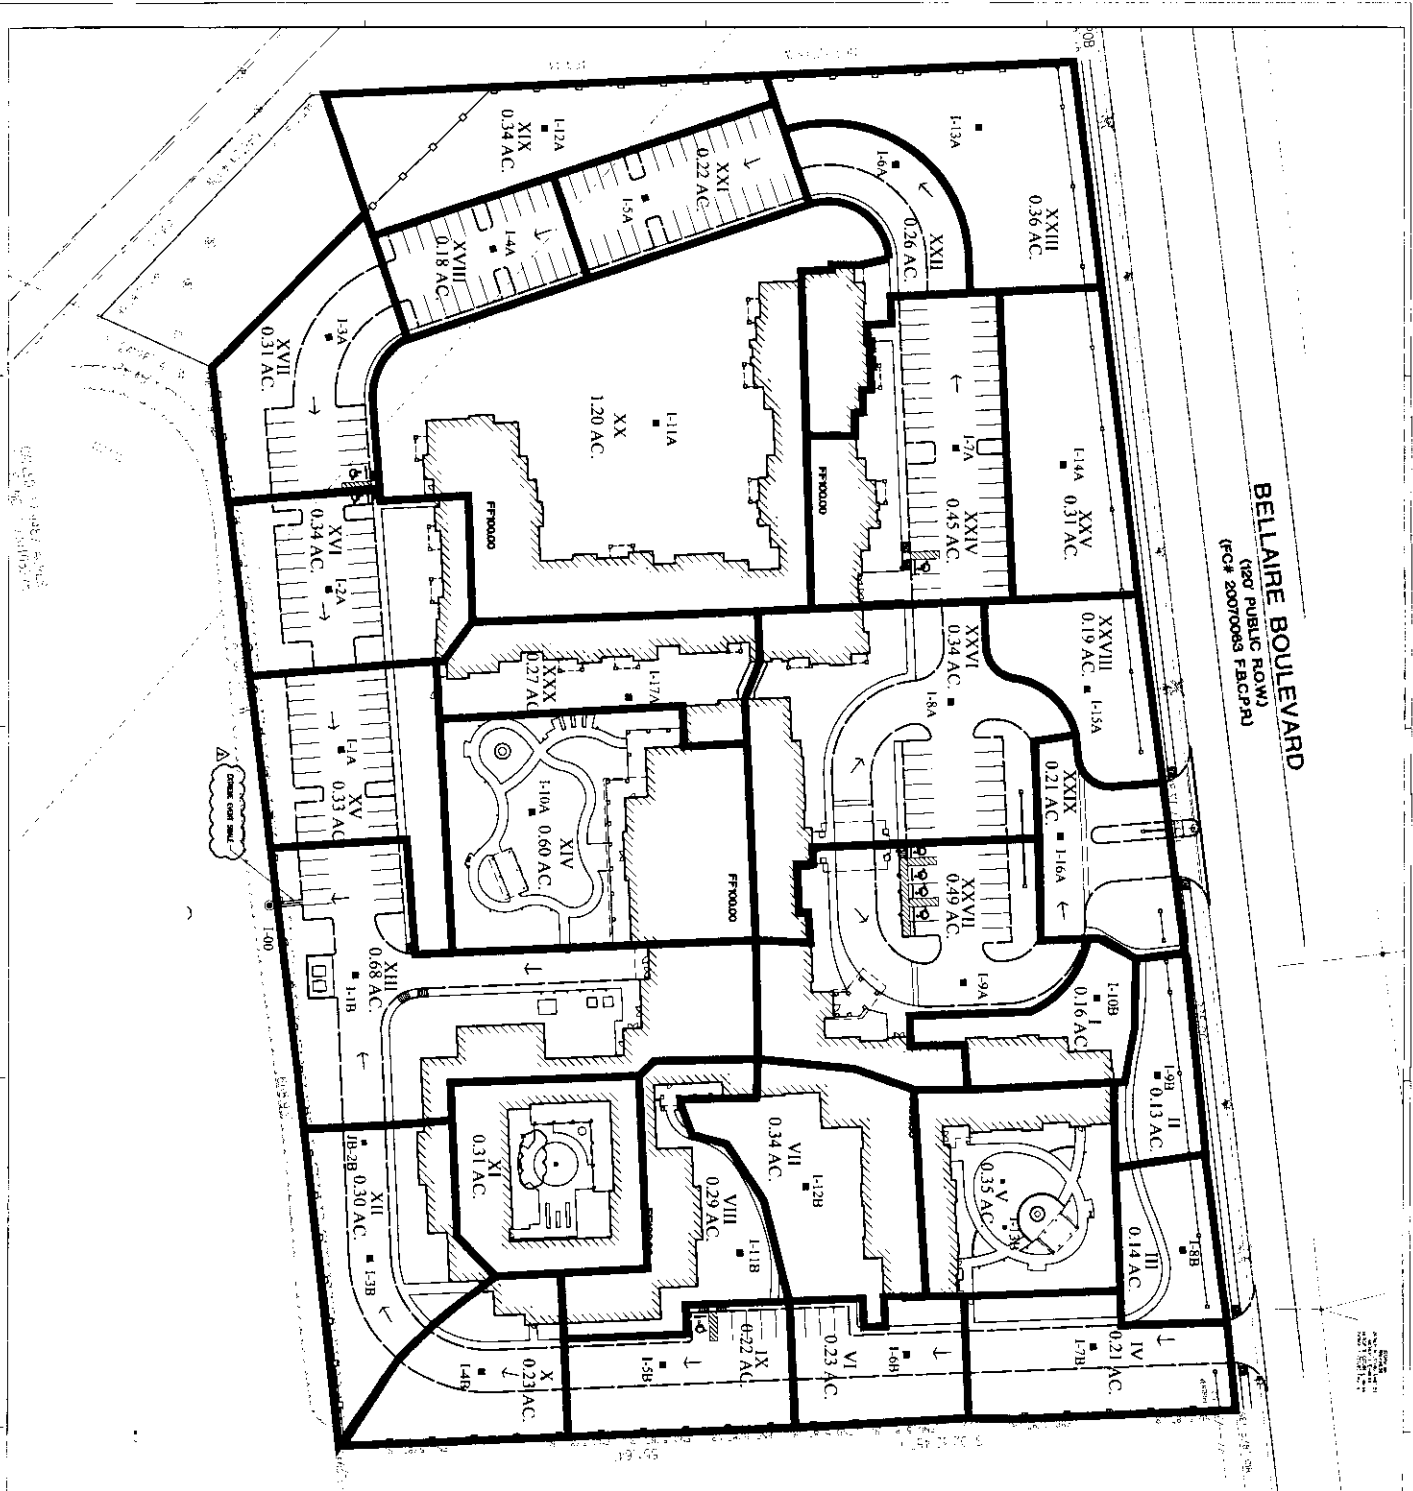 BELLAIRE BOULEVARD
(120' PUBLIC R.O.W.)
(FC# 20070063 F.B.C.P.R.)
I-13A
XXIII
0.36 AC.
I-6A
XXII
0.26 AC.
I-12A
XIX
0.34 AC.
XXI
0.22 AC.
I-5A
I-4A
XVIII
0.18 AC.
I-3A
XVII
0.31 AC.
I-11A
XX
1.20 AC.
FF100.00
FF100.00
I-7A
XXIV
0.45 AC.
I-14A
XXV
0.31 AC.
XVI
0.34 AC.
I-2A
XXVIII
0.19 AC.
I-15A
XXVI
0.34 AC.
I-8A
I-17A
XXX
0.27 AC
I-1A
XV
0.33 AC
I-10A
XIV
0.60 AC.
FF100.00
XXIX
0.21 AC.
I-16A
XXVII
0.49 AC.
I-9A
I-00
XIII
0.68 AC.
I-1B
I-10B
I
0.16 AC
I-9B
II
0.13 AC.
XI
0.31 AC.
JB-2B
XII
0.30 AC.
I-3B
VII
0.34 AC.
I-12B
VIII
0.29 AC.
I-11B
V
0.35 AC.
I-13B
I-8B
III
0.14 AC
X
0.23 AC.
I-4B
IX
0.22 AC.
I-5B
VI
0.23 AC.
I-6B
IV
0.21 AC.
I-7B